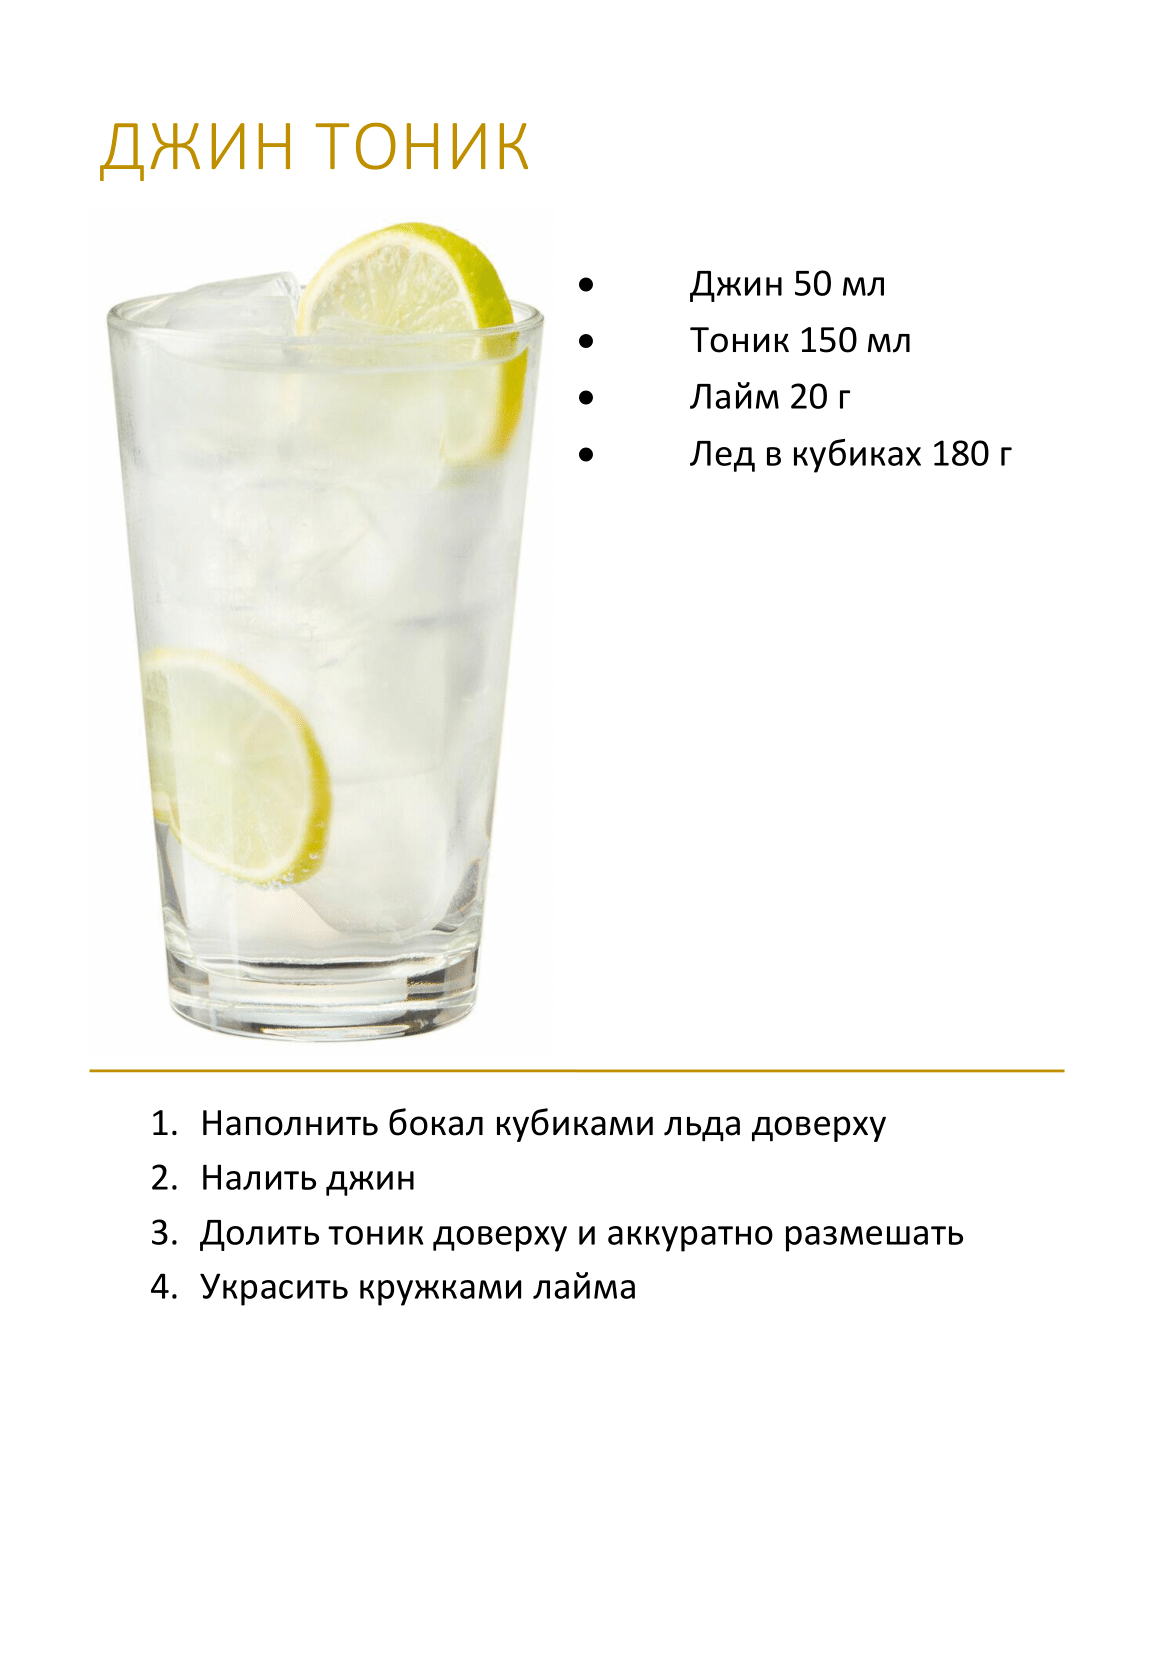 ДЖИН ТОНИК
• Джин 50 мл
• Тоник 150 мл
• Лайм 20 г
• Лед в кубиках 180 г
1. Наполнить бокал кубиками льда доверху
2. Налить джин
3. Долить тоник доверху и аккуратно размешать
4. Украсить кружками лайма